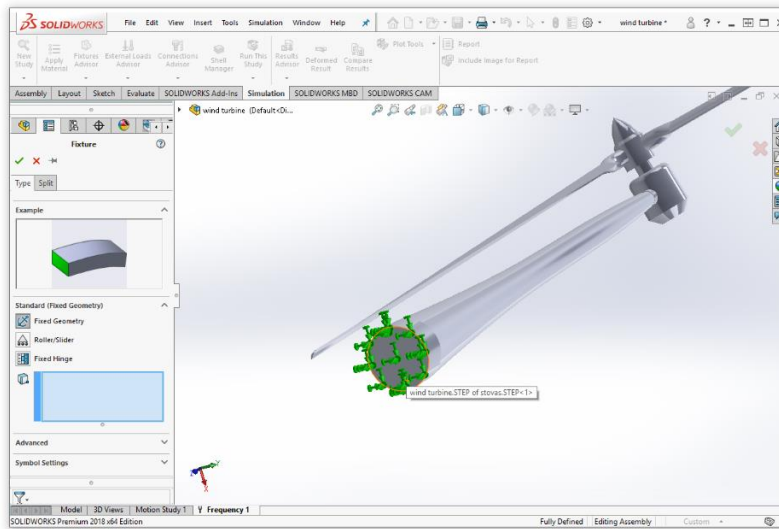 SOLIDWORKS File Edit View Insert Tools Simulation Window Help wind turbine *
New Study
Apply Material
Fixtures Advisor
External Loads Advisor
Connections Advisor
Shell Manager
Run This Study
Results Advisor
Deformed Result
Compare Results
Plot Tools
Report
Include Image for Report
Assembly Layout Sketch Evaluate SOLIDWORKS Add-Ins Simulation SOLIDWORKS MBD SOLIDWORKS CAM
wind turbine (Default<Di...
Fixture
Type Split
Example
Standard (Fixed Geometry)
Fixed Geometry
Roller/Slider
Fixed Hinge
wind turbine.STEP of stovas.STEP<1>
Advanced
Symbol Settings
Model 3D Views Motion Study 1 Frequency 1
SOLIDWORKS Premium 2018 x64 Edition Fully Defined Editing Assembly Custom